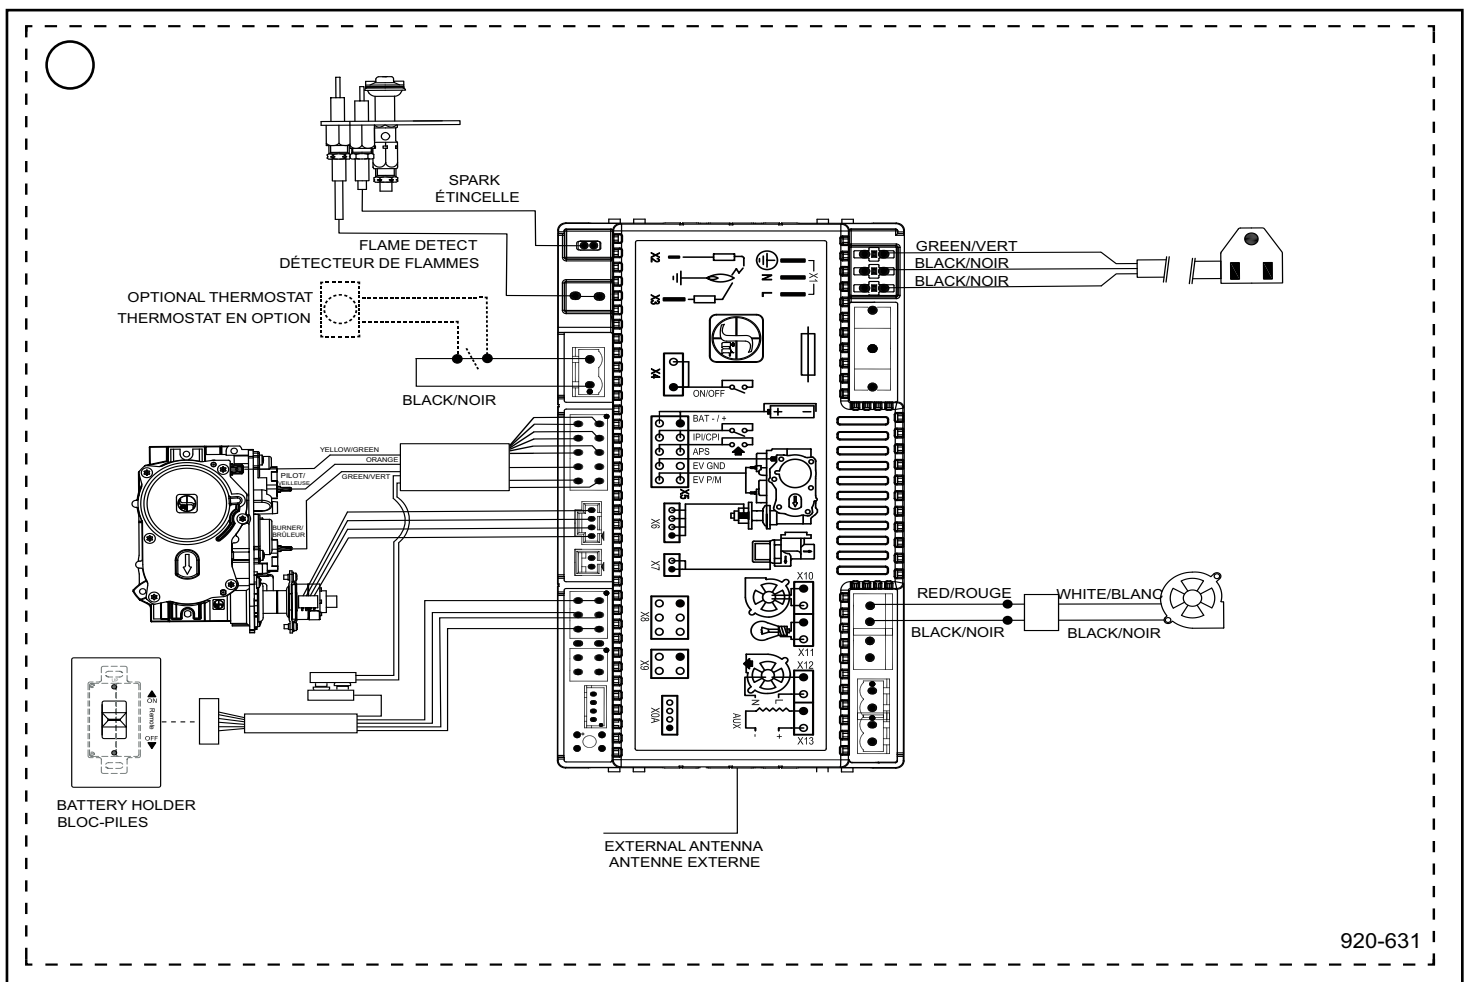 SPARK
ÉTINCELLE
FLAME DETECT
DÉTECTEUR DE FLAMMES
OPTIONAL THERMOSTAT
THERMOSTAT EN OPTION
BLACK/NOIR
YELLOW/GREEN
ORANGE
GREEN/VERT
PILOT/
VEILLEUSE
BURNER/
BRÛLEUR
ON
Remote
OFF
BATTERY HOLDER
BLOC-PILES
X2
X3
N
L
X1
X4
ON/OFF
+ -
BAT - / +
IPI/CPI
APS
EV GND
EV P/M
X5
X6
X7
X8
X9
X0A
X10
X11
X12
N
L
AUX
- +
X13
GREEN/VERT
BLACK/NOIR
BLACK/NOIR
RED/ROUGE
WHITE/BLANC
BLACK/NOIR
BLACK/NOIR
EXTERNAL ANTENNA
ANTENNE EXTERNE
920-631